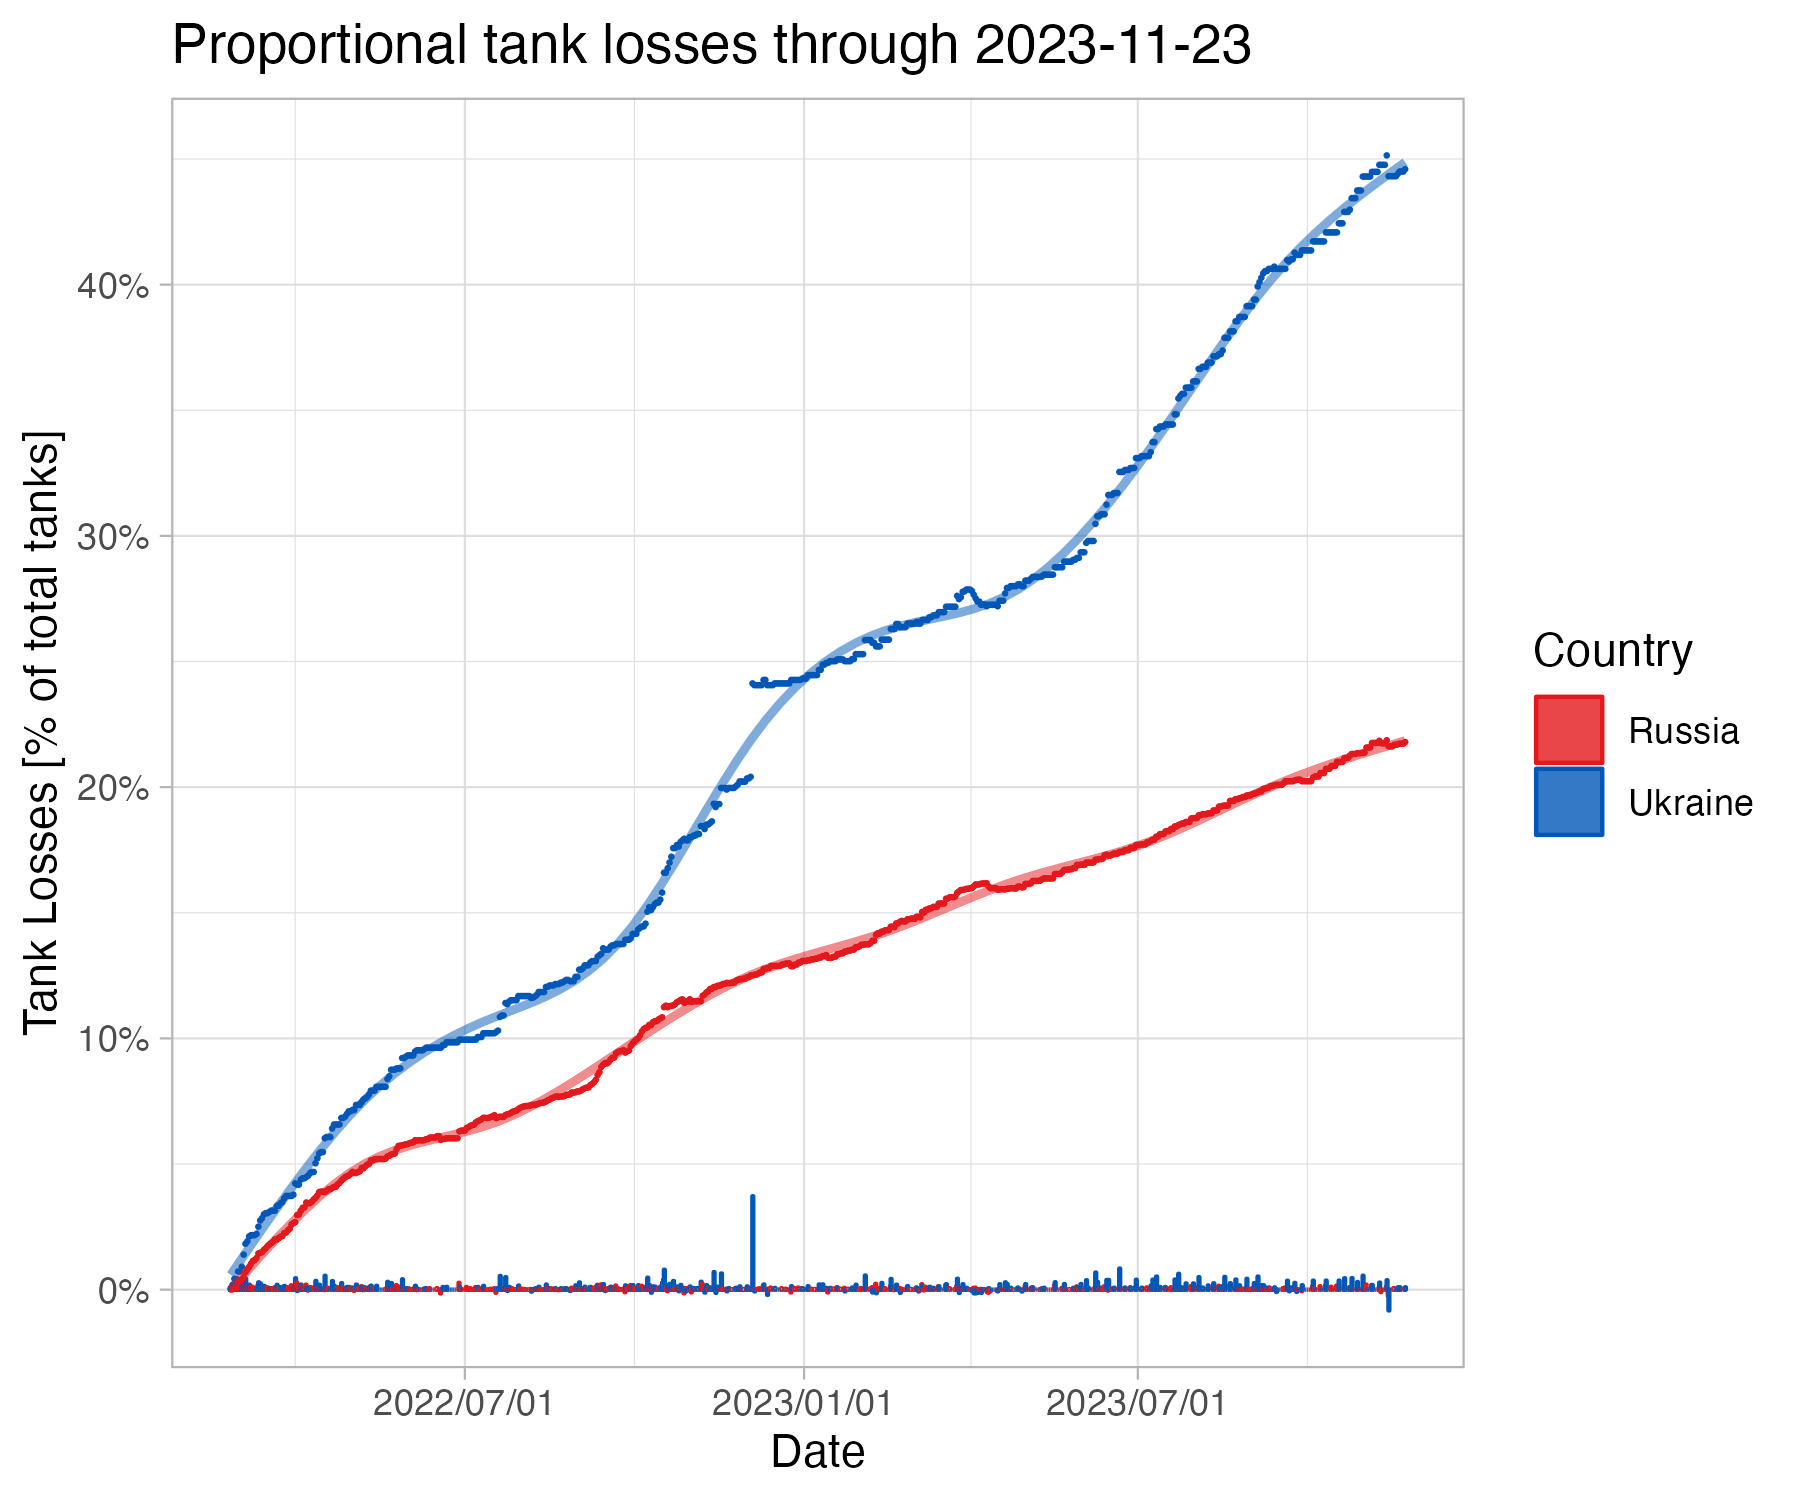 Proportional tank losses through 2023-11-23
Tank Losses [% of total tanks]
40%
30%
20%
10%
0%
2022/07/01
2023/01/01
2023/07/01
Date
Country
Russia
Ukraine